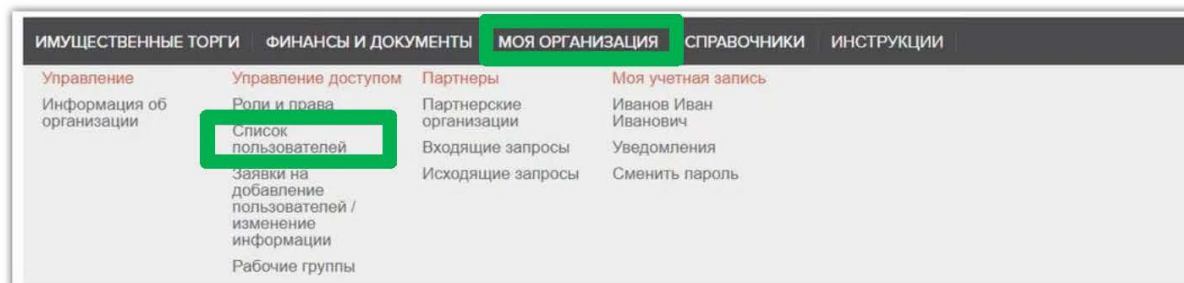 ИМУЩЕСТВЕННЫЕ ТОРГИ ФИНАНСЫ И ДОКУМЕНТЫ МОЯ ОРГАНИЗАЦИЯ СПРАВОЧНИКИ ИНСТРУКЦИИ
Управление
Информация об
организации
Управление доступом
Роли и права
Список
пользователей
Заявки на
добавление
пользователей /
изменение
информации
Рабочие группы
Партнеры
Партнерские
организации
Входящие запросы
Исходящие запросы
Моя учетная запись
Иванов Иван
Иванович
Уведомления
Сменить пароль